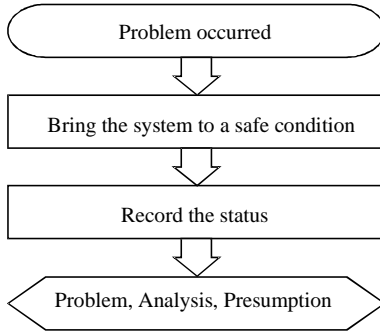 Problem occurred
Bring the system to a safe condition
Record the status
Problem, Analysis, Presumption